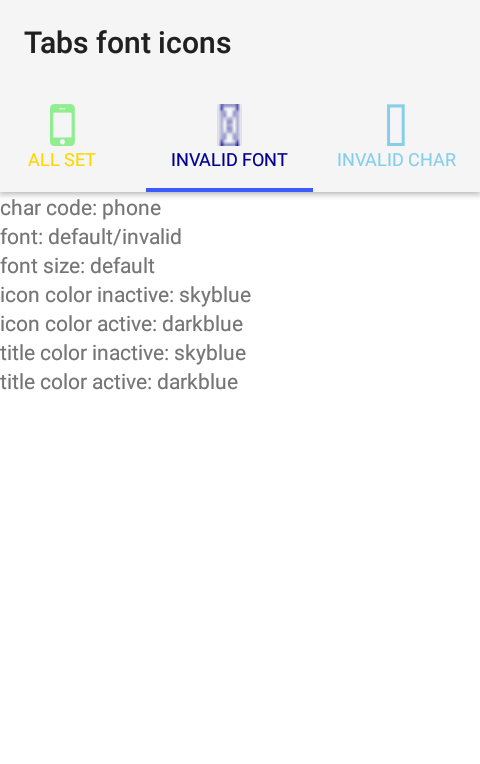 Tabs font icons
ALL SET
INVALID FONT
INVALID CHAR
char code: phone
font: default/invalid
font size: default
icon color inactive: skyblue
icon color active: darkblue
title color inactive: skyblue
title color active: darkblue